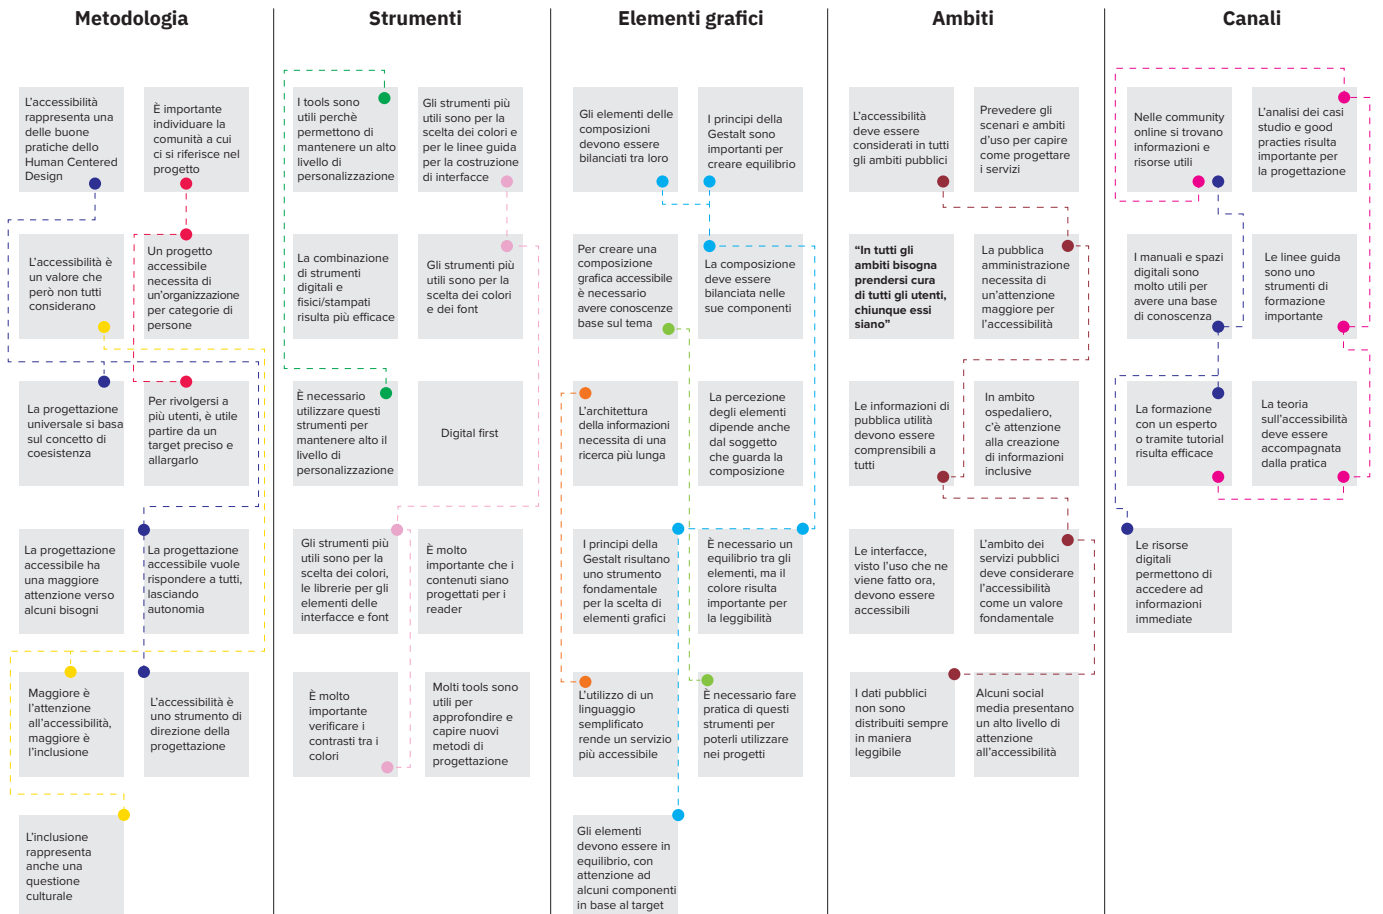 Metodologia
L'accessibilità
rappresenta una
delle buone
pratiche dello
Human Centered
Design
È importante
individuare la
comunità a cui
ci si riferisce nel
progetto
L'accessibilità è
un valore che
però non tutti
considerano
Un progetto
accessibile
necessita di
un'organizzazione
per categorie di
persone
La progettazione
universale si basa
sul concetto di
coesistenza
Per rivolgersi a
più utenti, è utile
partire da un
target preciso e
allargarlo
La progettazione
accessibile ha
una maggiore
attenzione verso
alcuni bisogni
La progettazione
accessibile vuole
rispondere a tutti,
lasciando
autonomia
Maggiore è
l'attenzione
all'accessibilità,
maggiore è
l'inclusione
L'accessibilità è
uno strumento di
direzione della
progettazione
L'inclusione
rappresenta
anche una
questione
culturale
Strumenti
I tools sono
utili perchè
permettono di
mantenere un alto
livello di
personalizzazione
Gli strumenti più
utili sono per la
scelta dei colori e
per le linee guida
per la costruzione
di interfacce
La combinazione
di strumenti
digitali e
fisici/stampati
risulta più efficace
Gli strumenti più
utili sono per la
scelta dei colori
e dei font
È necessario
utilizzare questi
strumenti per
mantenere alto il
livello di
personalizzazione
Digital first
Gli strumenti più
utili sono per la
scelta dei colori,
le librerie per gli
elementi delle
interfacce e font
È molto
importante che i
contenuti siano
progettati per i
reader
È molto
importante
verificare i
contrasti tra i
colori
Molti tools sono
utili per
approfondire e
capire nuovi
metodi di
progettazione
Elementi grafici
Gli elementi delle
composizioni
devono essere
bilanciati tra loro
I principi della
Gestalt sono
importanti per
creare equilibrio
Per creare una
composizione
grafica accessibile
è necessario
avere conoscenze
base sul tema
La composizione
deve essere
bilanciata nelle
sue componenti
L'architettura
della informazioni
necessita di una
ricerca più lunga
La percezione
degli elementi
dipende anche
dal soggetto
che guarda la
composizione
I principi della
Gestalt risultano
uno strumento
fondamentale
per la scelta di
elementi grafici
È necessario un
equilibrio tra gli
elementi, ma il
colore risulta
importante per
la leggibilità
L'utilizzo di un
linguaggio
semplificato
rende un servizio
più accessibile
È necessario fare
pratica di questi
strumenti per
poterli utilizzare
nei progetti
Gli elementi
devono essere in
equilibrio, con
attenzione ad
alcuni componenti
in base al target
Ambiti
L'accessibilità
deve essere
considerati in tutti
gli ambiti pubblici
Prevedere gli
scenari e ambiti
d'uso per capire
come progettare
i servizi
“In tutti gli
ambiti bisogna
prendersi cura
di tutti gli utenti,
chiunque essi
siano”
La pubblica
amministrazione
necessita di
un'attenzione
maggiore per
l'accessibilità
Le informazioni di
pubblica utilità
devono essere
comprensibili a
tutti
In ambito
ospedaliero,
c'è attenzione
alla creazione
di informazioni
inclusive
Le interfacce,
visto l'uso che ne
viene fatto ora,
devono essere
accessibili
L'ambito dei
servizi pubblici
deve considerare
l'accessibilità
come un valore
fondamentale
I dati pubblici
non sono
distribuiti sempre
in maniera
leggibile
Alcuni social
media presentano
un alto livello di
attenzione
all'accessibilità
Canali
Nelle community
online si trovano
informazioni e
risorse utili
L'analisi dei casi
studio e good
practies risulta
importante per
la progettazione
I manuali e spazi
digitali sono
molto utili per
avere una base
di conoscenza
Le linee guida
sono uno
strumenti di
formazione
importante
La formazione
con un esperto
o tramite tutorial
risulta efficace
La teoria
sull'accessibilità
deve essere
accompagnata
dalla pratica
Le risorse
digitali
permettono di
accedere ad
informazioni
immediate